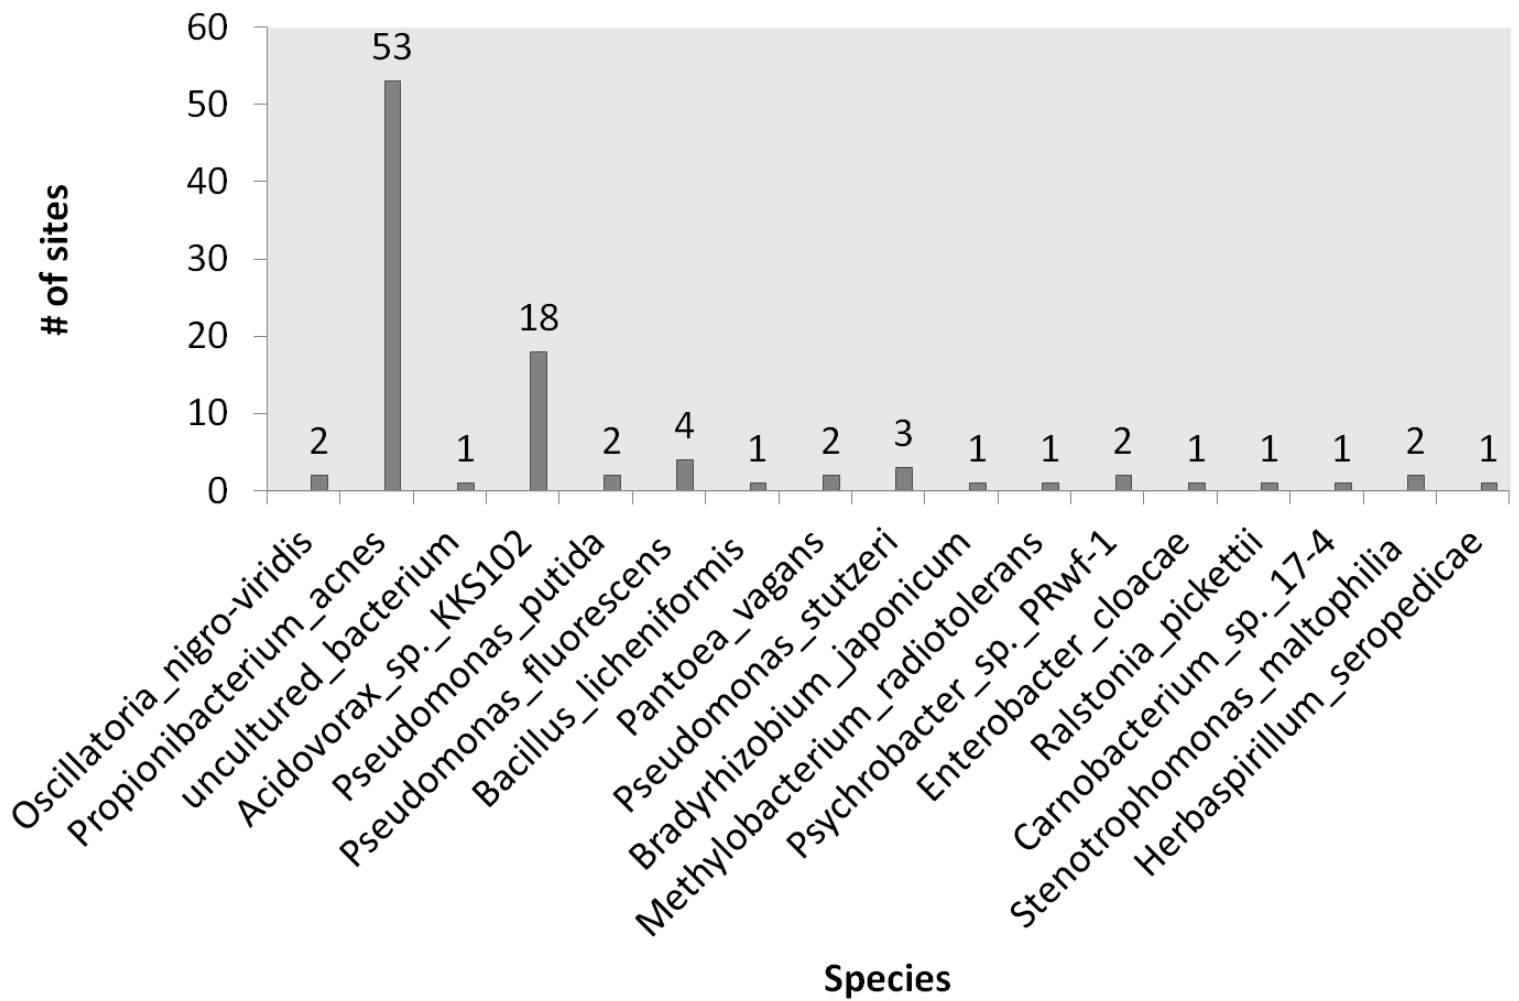 60
50
40
30
20
10
0
# of sites
2
53
1
18
2
4
1
2
3
1
1
2
1
1
1
2
1
Oscillatoria_nigro-viridis
Propionibacterium_acnes
uncultured_bacterium
Acidovorax_sp._KKS102
Pseudomonas_putida
Pseudomonas_fluorescens
Bacillus_licheniformis
Pantoea_vagans
Pseudomonas_stutzeri
Bradyrhizobium_japonicum
Methylobacterium_radiotolerans
Psychrobacter_sp._PRwf-1
Enterobacter_cloacae
Ralstonia_pickettii
Carnobacterium_sp._17-4
Stenotrophomonas_maltophilia
Herbaspirillum_seropedicae
Species